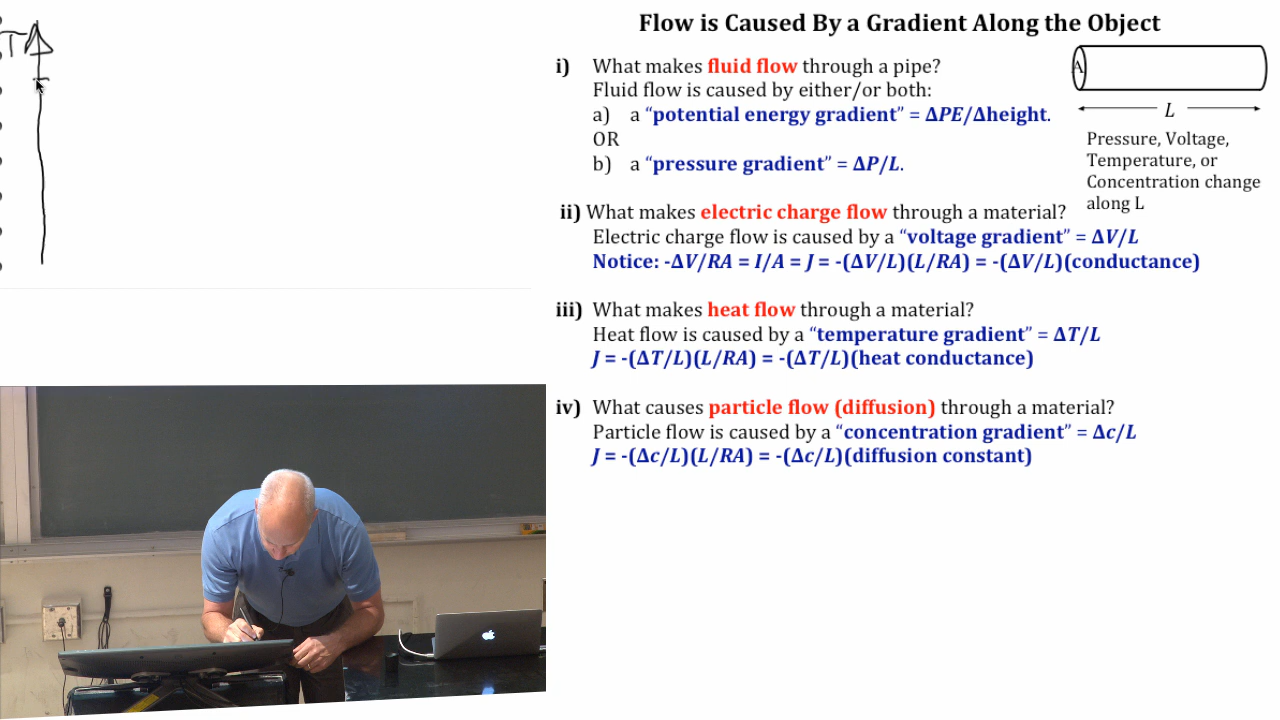 T
Flow is Caused By a Gradient Along the Object
i) What makes fluid flow through a pipe?
Fluid flow is caused by either/or both:
a) a “potential energy gradient” = ΔPE/Δheight.
OR
b) a “pressure gradient” = ΔP/L.
A
L
Pressure, Voltage,
Temperature, or
Concentration change
along L
ii) What makes electric charge flow through a material?
Electric charge flow is caused by a “voltage gradient” = ΔV/L
Notice: -ΔV/RA = I/A = J = -(ΔV/L)(L/RA) = -(ΔV/L)(conductance)
iii) What makes heat flow through a material?
Heat flow is caused by a “temperature gradient” = ΔT/L
J = -(ΔT/L)(L/RA) = -(ΔT/L)(heat conductance)
iv) What causes particle flow (diffusion) through a material?
Particle flow is caused by a “concentration gradient” = Δc/L
J = -(Δc/L)(L/RA) = -(Δc/L)(diffusion constant)